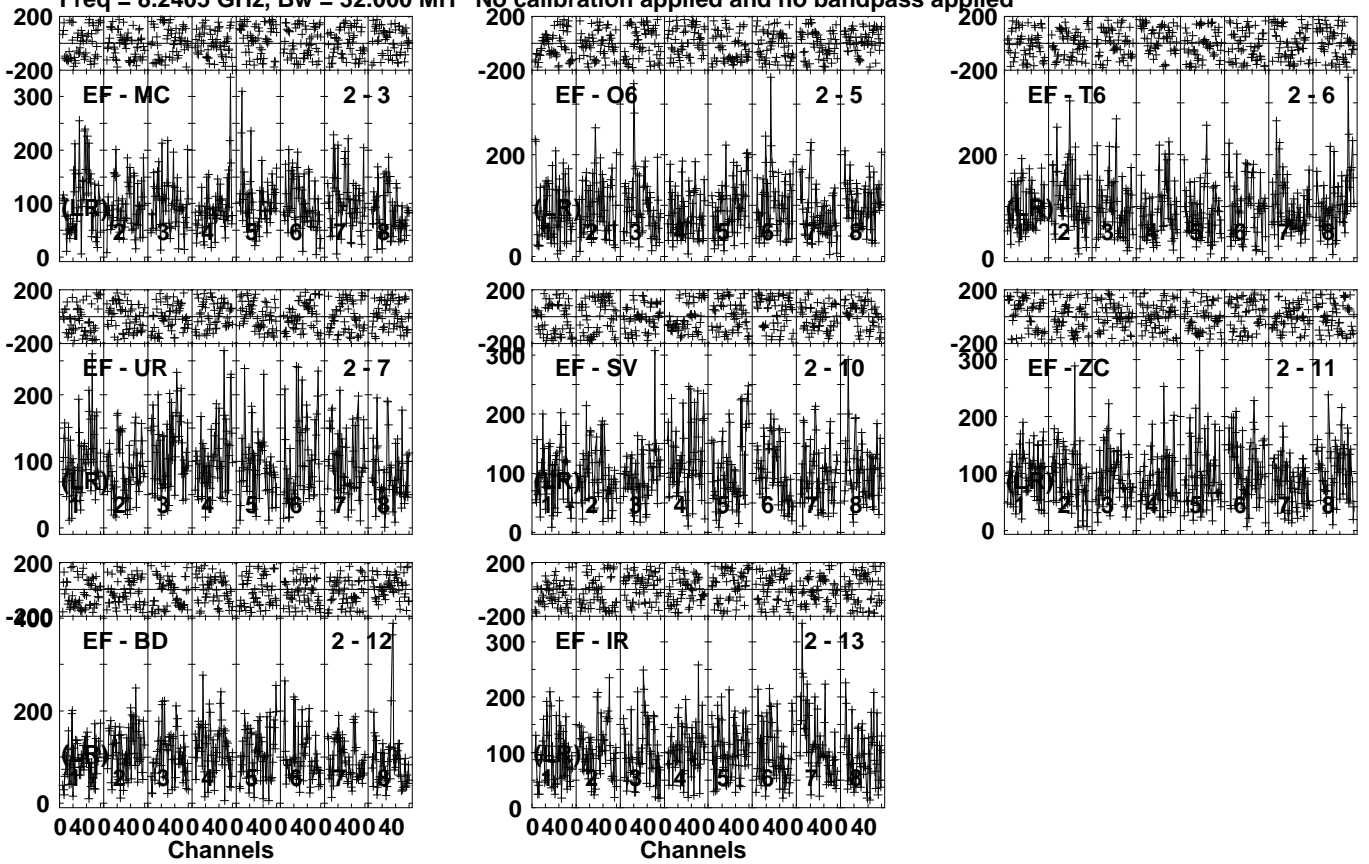 Freq = 8.2405 GHz, Bw = 32.000 MH No calibration applied and no bandpass applied
200 200 200
-200 -200 -200
EF - MC 2 - 3 EF - O6 2 - 5 EF - T6 2 - 6
300
200 200 200
100
(LR) (LR) (LR)
1 2 3 4 5 6 7 8 1 2 3 4 5 6 7 8 1 2 3 4 5 6 7 8
0 0 0
200 200 200
-200 -200 -200
300 300
EF - UR 2 - 7 EF - SV 2 - 10 EF - ZC 2 - 11
200 200 200
100 100 100
(LR) (LR) (LR)
1 2 3 4 5 6 7 8 1 2 3 4 5 6 7 8 1 2 3 4 5 6 7 8
0 0 0
200 200
-200 -200
400
EF - BD 2 - 12 EF - IR 2 - 13
300
200 200
100
(LR) (LR)
1 2 3 4 5 6 7 8 1 2 3 4 5 6 7 8
0 0
0 40 0 40 0 40 0 40 0 40 0 40 0 40 0 40 0 40 0 40 0 40 0 40 0 40 0 40 0 40 0 40
Channels Channels